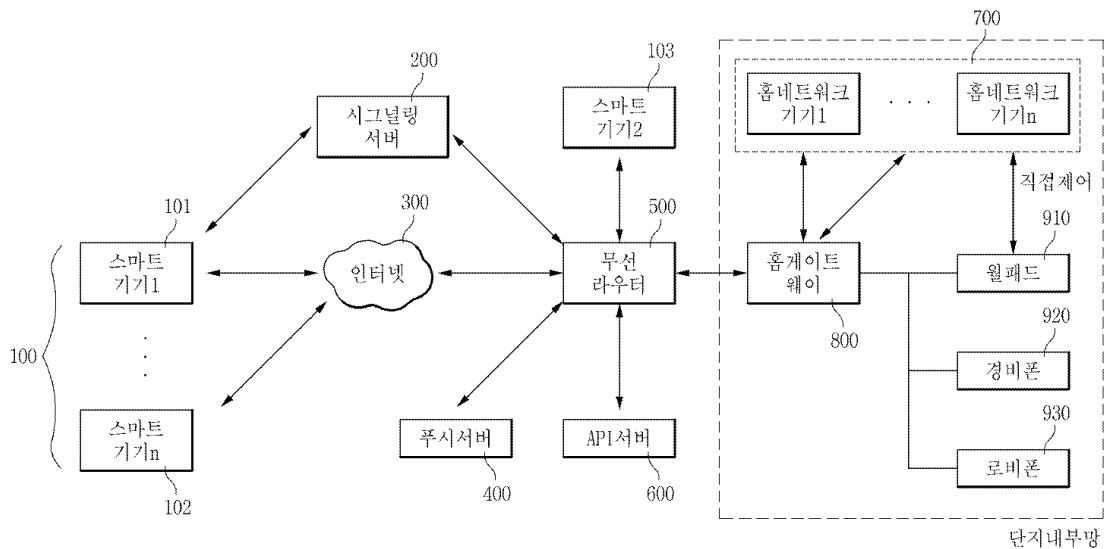 700
홈네트워크
기기1
. . .
홈네트워크
기기n
200
시그널링
서버
103
스마트
기기2
직접제어
101
스마트
기기1
300
인터넷
500
무선
라우터
홈게이트
웨이
800
910
월패드
100
920
경비폰
스마트
기기n
102
푸시서버
400
API서버
600
930
로비폰
단지내부망